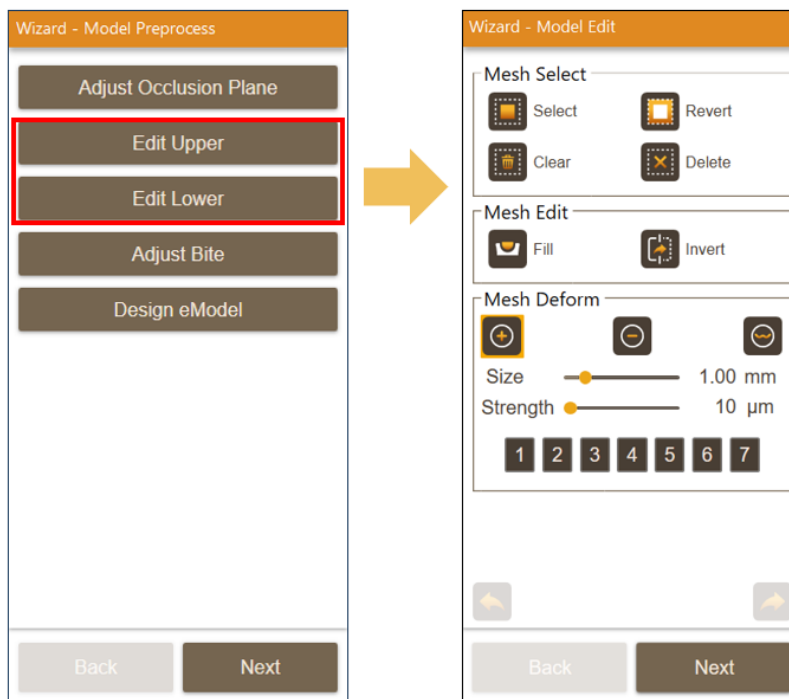 Wizard - Model Preprocess
Adjust Occlusion Plane
Edit Upper
Edit Lower
Adjust Bite
Design eModel
Back
Next
Wizard - Model Edit
Mesh Select
Select
Revert
Clear
Delete
Mesh Edit
Fill
Invert
Mesh Deform
Size 1.00 mm
Strength 10 µm
1 2 3 4 5 6 7
Back
Next